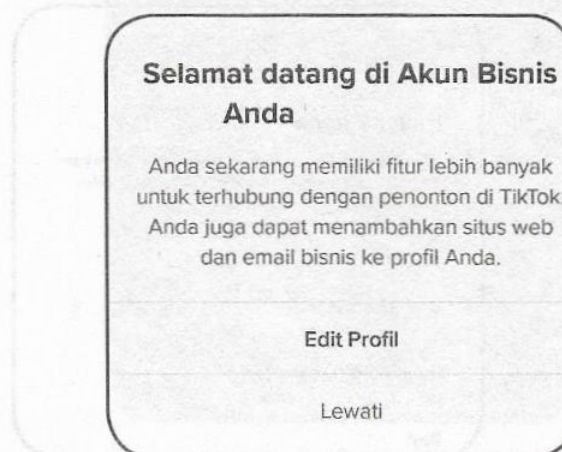 Selamat datang di Akun Bisnis
Anda
Anda sekarang memiliki fitur lebih banyak
untuk terhubung dengan penonton di TikTok.
Anda juga dapat menambahkan situs web
dan email bisnis ke profil Anda.
Edit Profil
Lewati